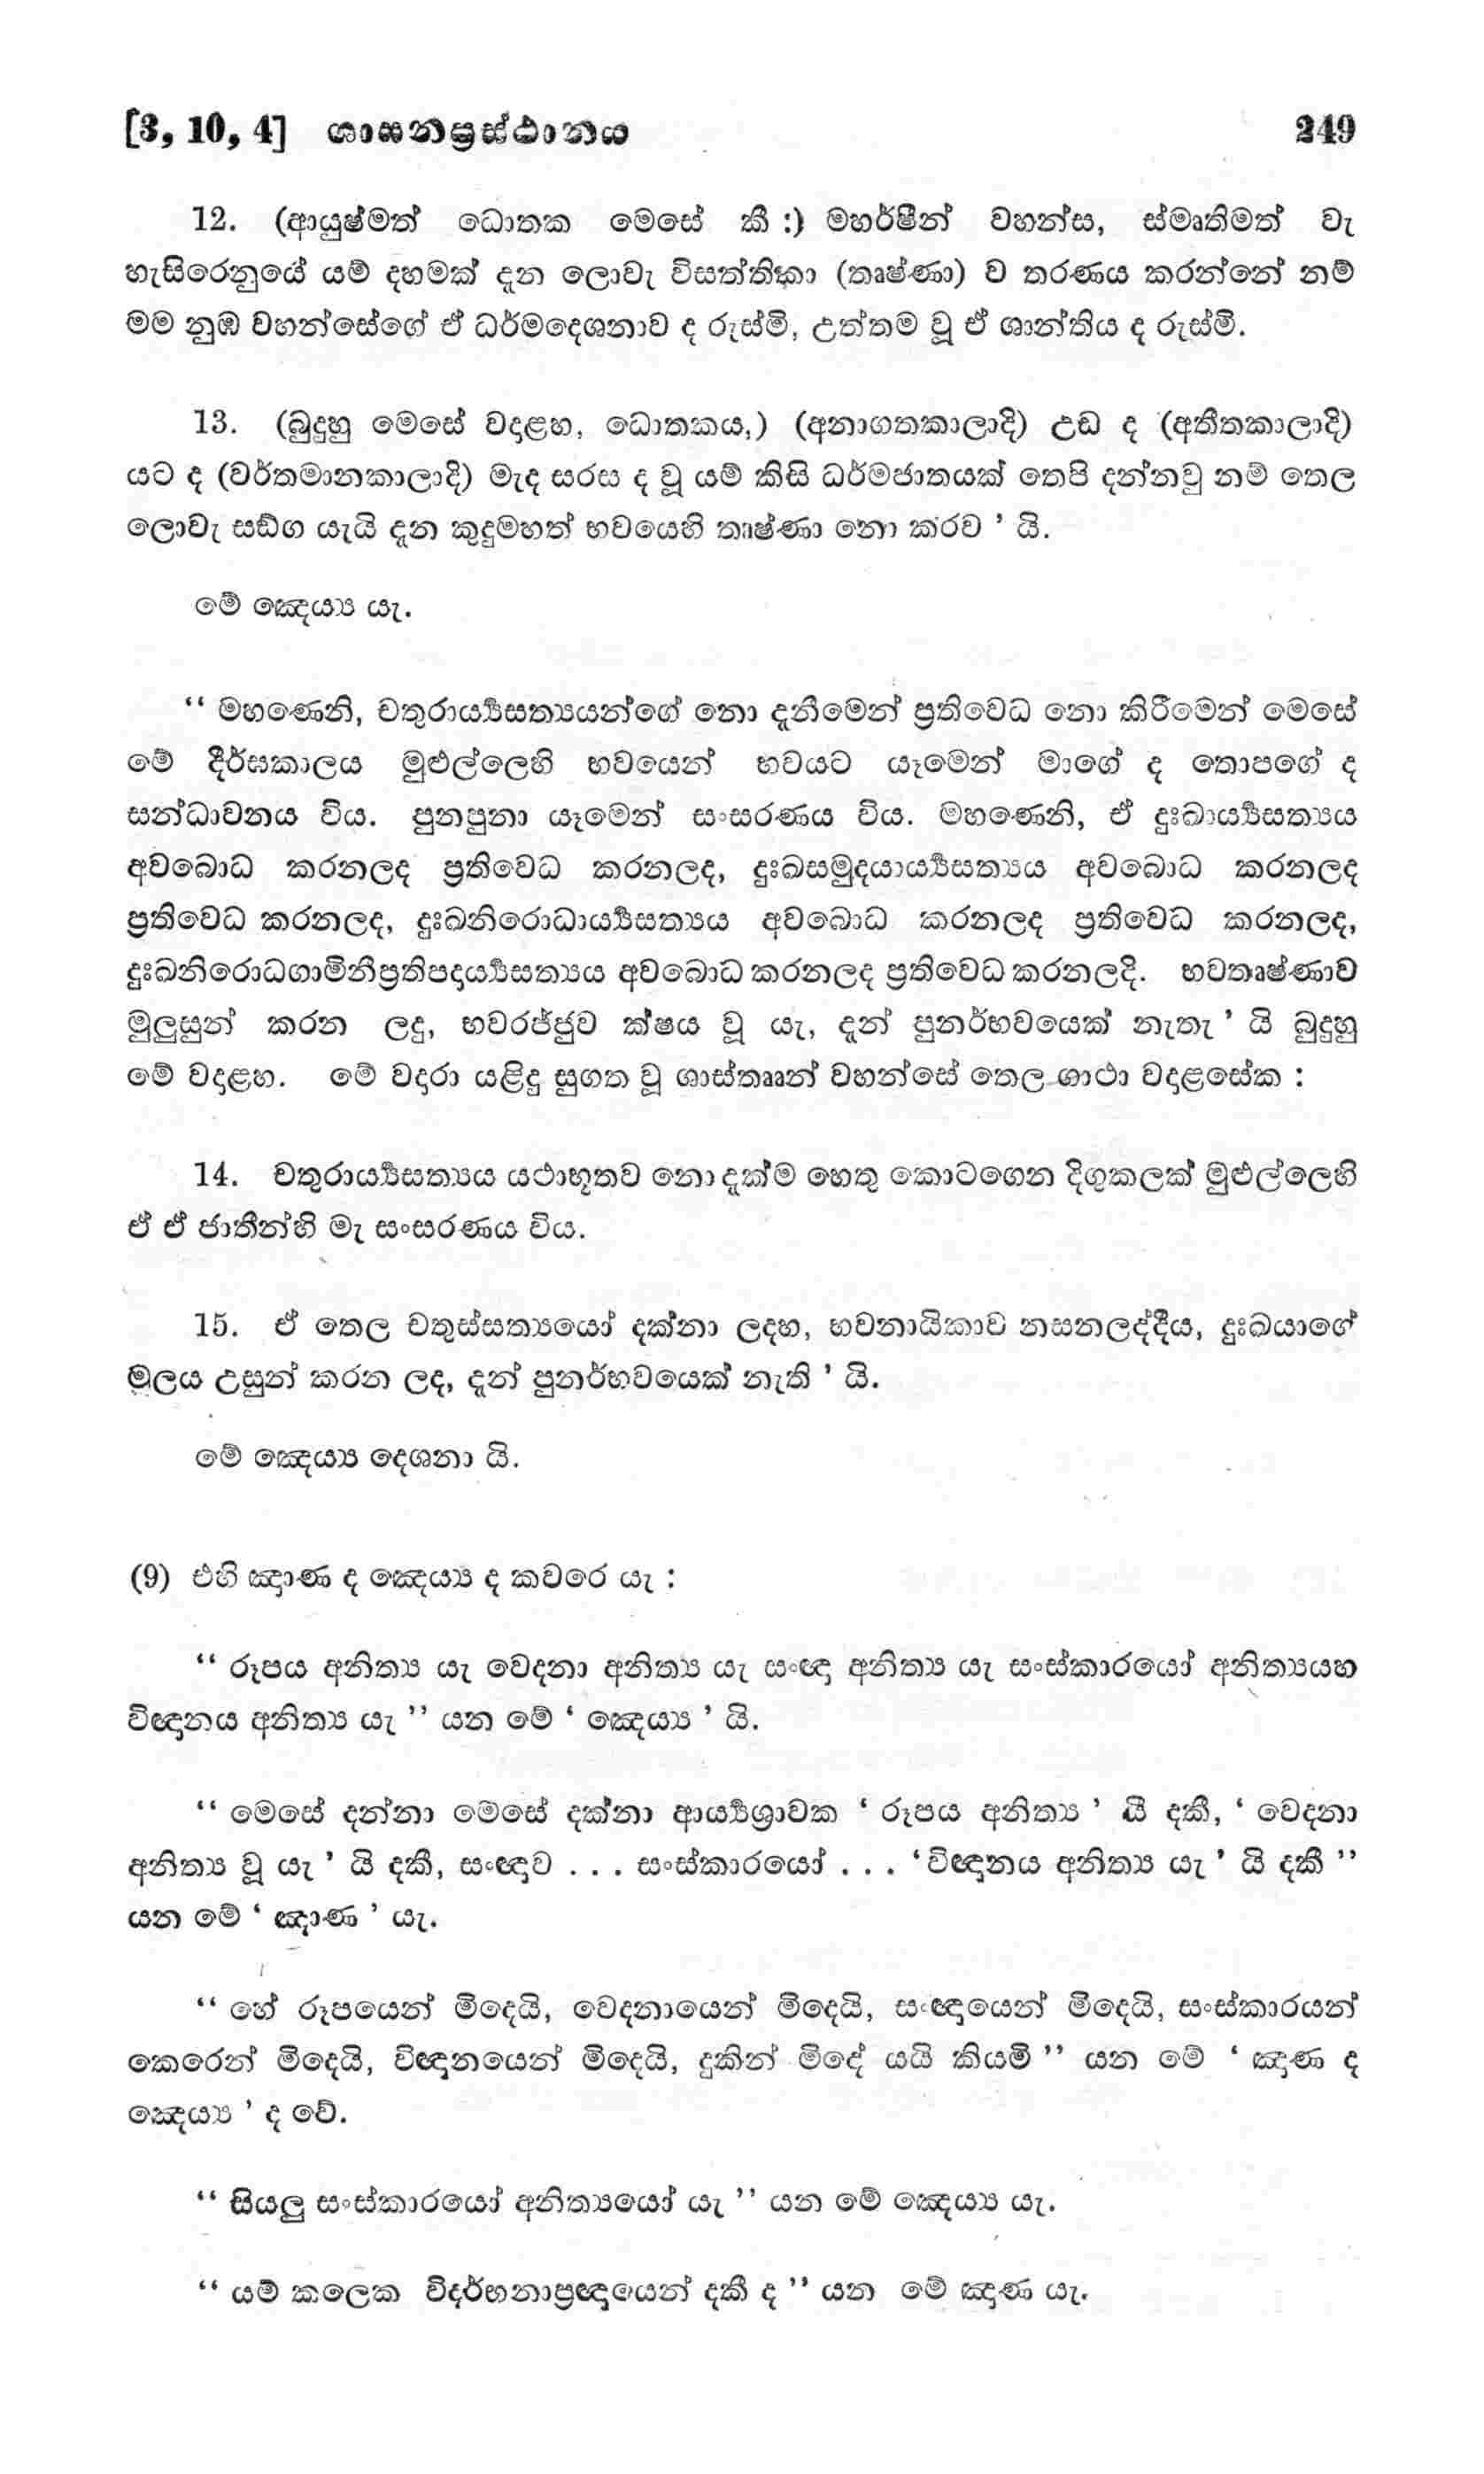 [3, 10, 4] ශාසනප්‍රස්ථානය 249
12. (ආයුෂ්මත් ධොතක මෙසේ කී :) මහර්ෂීන් වහන්ස, ස්මෘතිමත් වැ
හැසිරෙනුයේ යම් දහමක් දැන ලොවැ විසත්තිකා (තෘෂ්ණා) ව තරණය කරන්නේ නම්
මම නුඹ වහන්සේගේ ඒ ධර්මදෙශනාව ද රුස්මි, උත්තම වූ ඒ ශාන්තිය ද රුස්මි.
13. (බුදුහු මෙසේ වදළහ, ධොතකය,) (අනාගතකාලාදි) උඩ ද (අතීතකාලාදි)
යට ද (වර්තමානකාලාදි) මැද සරස ද වූ යම් කිසි ධර්මජාතයක් තෙපි දන්නවු නම් තෙල
ලොවැ සඞ්ග යැයි දැන කුදුමහත් භවයෙහි තෘෂ්ණා නො කරව ’ යි.
මේ ඤෙය්‍ය යැ.
“ මහණෙනි, චතුරාර්‍ය්‍යසත්‍යයන්ගේ නො දැනීමෙන් ප්‍රතිවෙධ නො කිරීමෙන් මෙසේ
මේ දීර්ඝකාලය මුළුල්ලෙහි භවයෙන් භවයට යෑමෙන් මාගේ ද තොපගේ ද
සන්ධාවනය විය. පුනපුනා යෑමෙන් සංසරණය විය. මහණෙනි, ඒ දුඃඛාර්‍ය්‍යසත්‍යය
අවබොධ කරනලද ප්‍රතිවෙධ කරනලද, දුඃඛසමුදයාර්‍ය්‍යසත්‍යය අවබොධ කරනලද
ප්‍රතිවෙධ කරනලද, දුඃඛනිරොධාර්‍ය්‍යසත්‍යය අවබොධ කරනලද ප්‍රතිවෙධ කරනලද,
දුඃඛනිරොධගාමිනීප්‍රතිපදාර්‍ය්‍යසත්‍යය අවබොධ කරනලද ප්‍රතිවෙධ කරනලදි. භවතෘෂ්ණාව
මුලුසුන් කරන ලදු, භවරජ්ජුව ක්ෂය වූ යැ, දැන් පුනර්භවයෙක් නැතැ ’ යි බුදුහු
මේ වදළහ. මේ වදරා යළිදු සුගත වූ ශාස්තෲන් වහන්සේ තෙල ගාථා වදළසේක :
14. චතුරාර්‍ය්‍යසත්‍යය යථාභූතව නො දැක්ම හෙතු කොටගෙන දිගුකලක් මුළුල්ලෙහි
ඒ ඒ ජාතීන්හි මැ සංසරණය විය.
15. ඒ තෙල චතුස්සත්‍යයෝ දක්නා ලදහ, භවනායිකාව නසනලද්දීය, දුඃඛයාගේ
මූලය උසුන් කරන ලද, දැන් පුනර්භවයෙක් නැති ’ යි.
මේ ඤෙය්‍ය දෙශනා යි.
(9) එහි ඤාණ ද ඤෙය්‍ය ද කවරෙ යැ :
“ රූපය අනිත්‍ය යැ වෙදනා අනිත්‍ය යැ සංඥා අනිත්‍ය යැ සංස්කාරයෝ අනිත්‍යයහ
විඥානය අනිත්‍ය යැ ” යන මේ ‘ ඤෙය්‍ය ’ යි.
“ මෙසේ දන්නා මෙසේ දක්නා ආර්‍ය්‍යශ්‍රාවක ‘ රූපය අනිත්‍ය ’ යී දකී, ‘ වෙදනා
අනිත්‍ය වූ යැ ’ යි දකී, සංඥාව . . . සංස්කාරයෝ . . . ‘ විඥානය අනිත්‍ය යැ ’ යි දකී ”
යන මේ ‘ ඤාණ ’ යැ.
“ හේ රූපයෙන් මිදෙයි, වෙදනායෙන් මිදෙයි, සංඥායෙන් මිදෙයි, සංස්කාරයන්
කෙරෙන් මිදෙයි, විඥානයෙන් මිදෙයි, දුකින් මිදේ යයි කියමි ” යන මේ ‘ ඤාණ ද
ඤෙය්‍ය ’ ද වේ.
“ සියලු සංස්කාරයෝ අනිත්‍යයෝ යැ ” යන මේ ඤෙය්‍ය යැ.
“ යම් කලෙක විදර්භනාප්‍රඥායෙන් දකී ද ” යන මේ ඤාණ යැ.